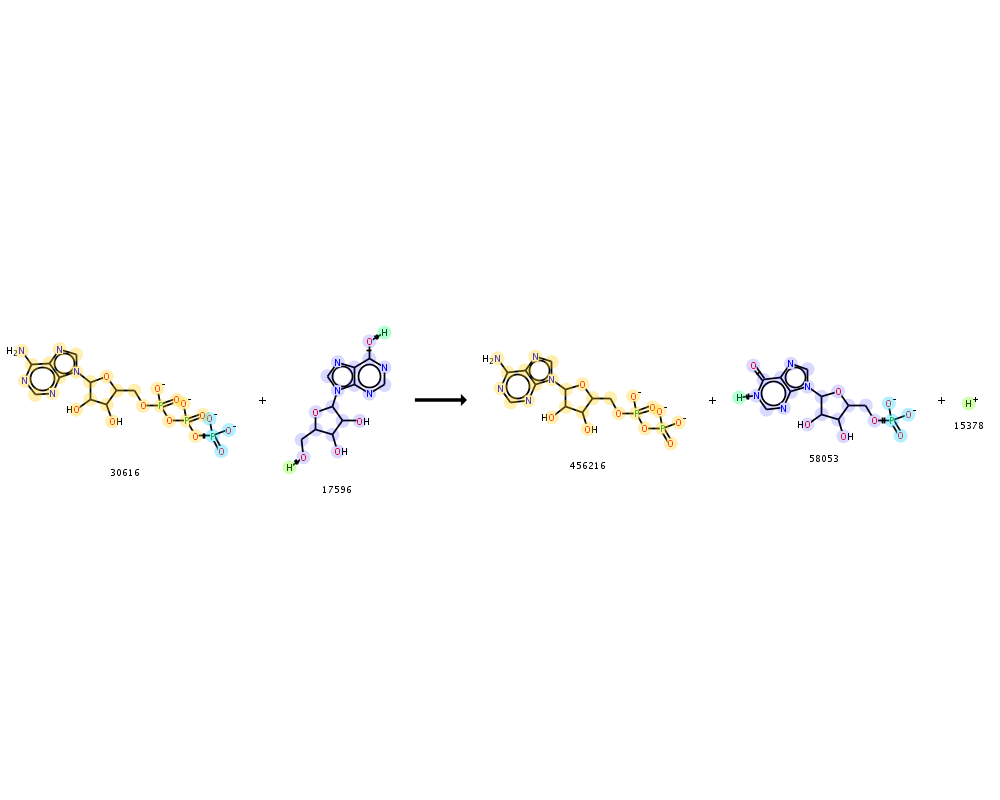 H₂N N N N N O HO OH O P O⁻ O O P O⁻ O O P O⁻ O⁻ O
30616
+
H O N N N N O OH OH O H
17596
H₂N N N N N O HO OH O P O⁻ O O P O⁻ O⁻ O
456216
+
O H N N N N O HO OH O P O⁻ O⁻ O
58053
+
H⁺
15378